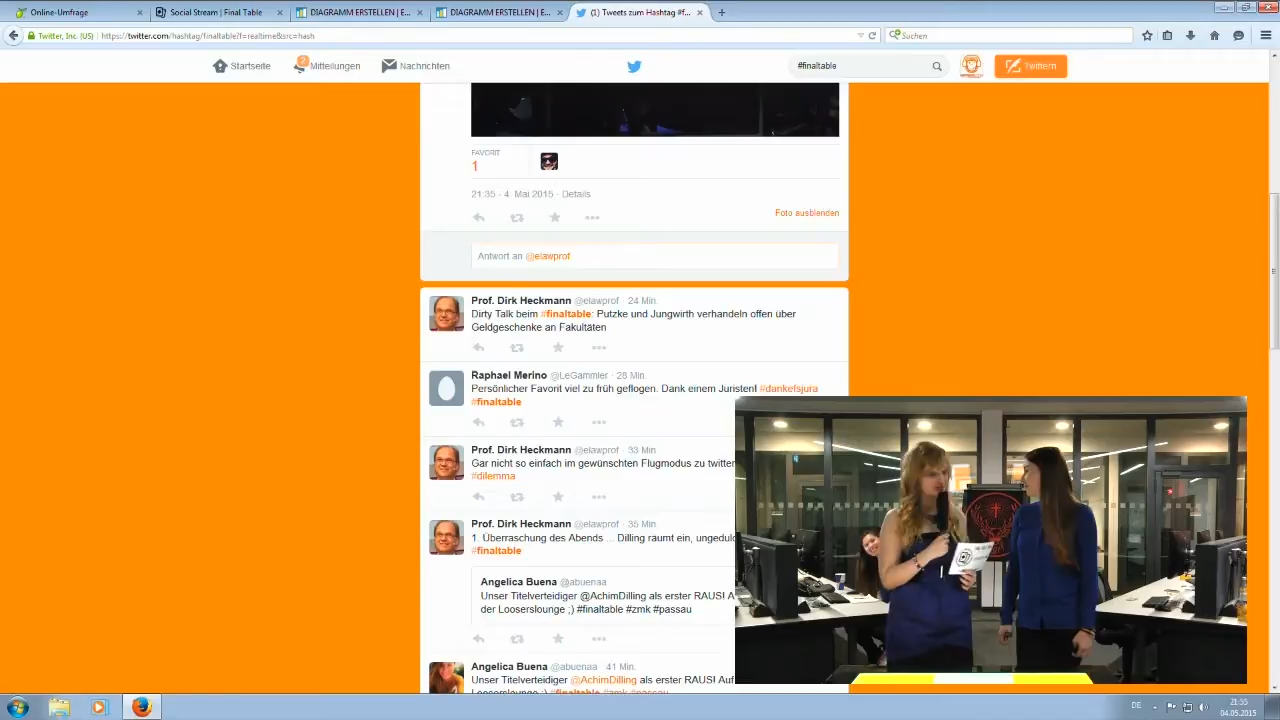 Online-Umfrage
Social Stream | Final Table
DIAGRAMM ERSTELLEN | E...
DIAGRAMM ERSTELLEN | E...
(1) Tweets zum Hashtag #f...
Twitter, Inc. (US)
https://twitter.com/hashtag/finaltable?f=realtime&src=hash
Suchen
Startseite
2
Mitteilungen
Nachrichten
#finaltable
Twittern
FAVORIT
1
21:35 - 4. Mai 2015 · Details
Foto ausblenden
Antwort an @elawprof
Prof. Dirk Heckmann @elawprof · 24 Min.
Dirty Talk beim #finaltable: Putzke und Jungwirth verhandeln offen über
Geldgeschenke an Fakultäten
Raphael Merino @LeGammler · 28 Min.
Persönlicher Favorit viel zu früh geflogen. Dank einem Juristen! #dankefsjura
#finaltable
Prof. Dirk Heckmann @elawprof · 33 Min.
Gar nicht so einfach im gewünschten Flugmodus zu twitter
#dilemma
Prof. Dirk Heckmann @elawprof · 35 Min.
1. Überraschung des Abends ... Dilling räumt ein, ungeduld
#finaltable
Angelica Buena @abuenaa
Unser Titelverteidiger @AchimDilling als erster RAUS! A
der Looserslounge ;) #finaltable #zmk #passau
Angelica Buena @abuenaa · 41 Min.
Unser Titelverteidiger @AchimDilling als erster RAUS! Auf
Looserslounge ;) #finaltable #zmk #passau
DE
21:55
04.05.2015